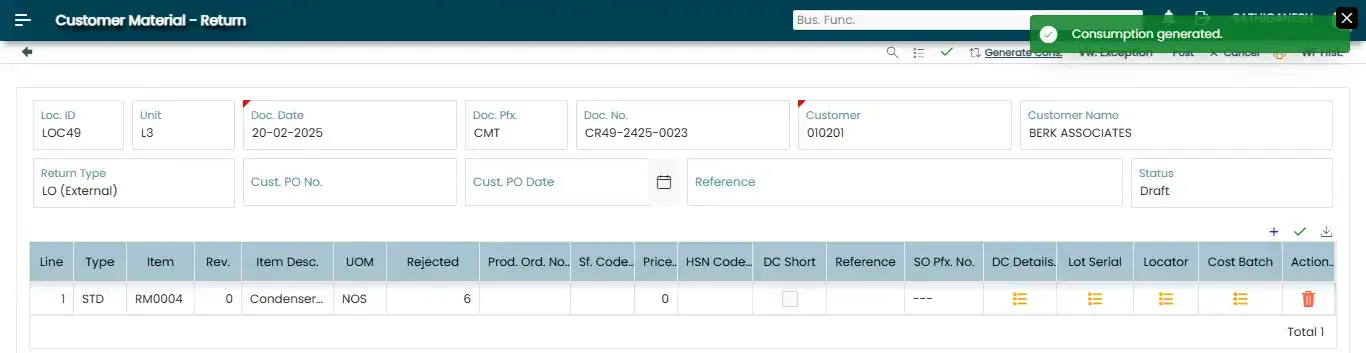 Customer Material - Return
Bus. Func.
SATHIGANESH
Consumption generated.
Generate Cons.
Vw. Exception
Post
Cancel
WF Hist.
Loc. ID
LOC49
Unit
L3
Doc. Date
20-02-2025
Doc. Pfx.
CMT
Doc. No.
CR49-2425-0023
Customer
010201
Customer Name
BERK ASSOCIATES
Return Type
LO (External)
Cust. PO No.
Cust. PO Date
Reference
Status
Draft
Line Type Item Rev. Item Desc. UOM Rejected Prod. Ord. No.. Sf. Code.. Price.. HSN Code.. DC Short Reference SO Pfx. No. DC Details. Lot Serial Locator Cost Batch Action..
1 STD RM0004 0 Condenser... NOS 6 0 ---
Total 1